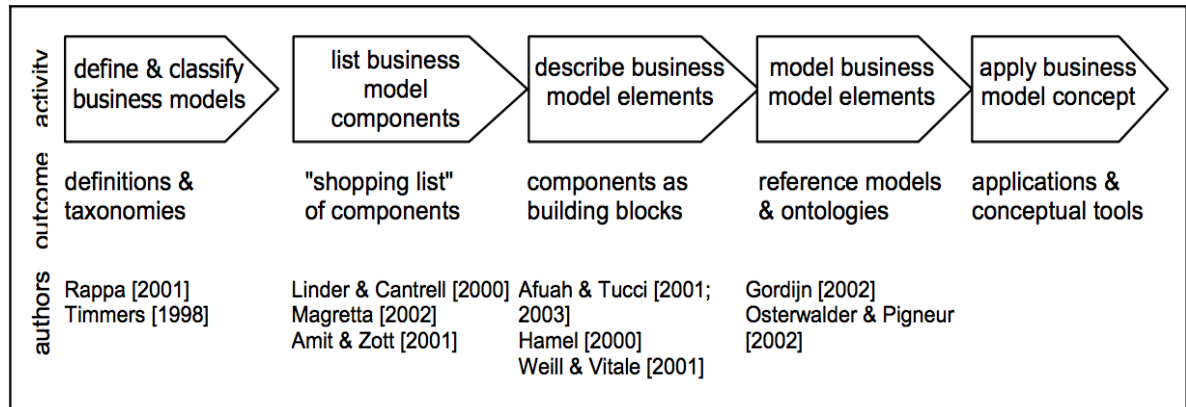 activity
define & classify
business models
list business
model
components
describe business
model elements
model business
model elements
apply business
model concept
outcome
definitions &
taxonomies
"shopping list"
of components
components as
building blocks
reference models
& ontologies
applications &
conceptual tools
authors
Rappa [2001]
Timmers [1998]
Linder & Cantrell [2000]
Magretta [2002]
Amit & Zott [2001]
Afuah & Tucci [2001;
2003]
Hamel [2000]
Weill & Vitale [2001]
Gordijn [2002]
Osterwalder & Pigneur
[2002]